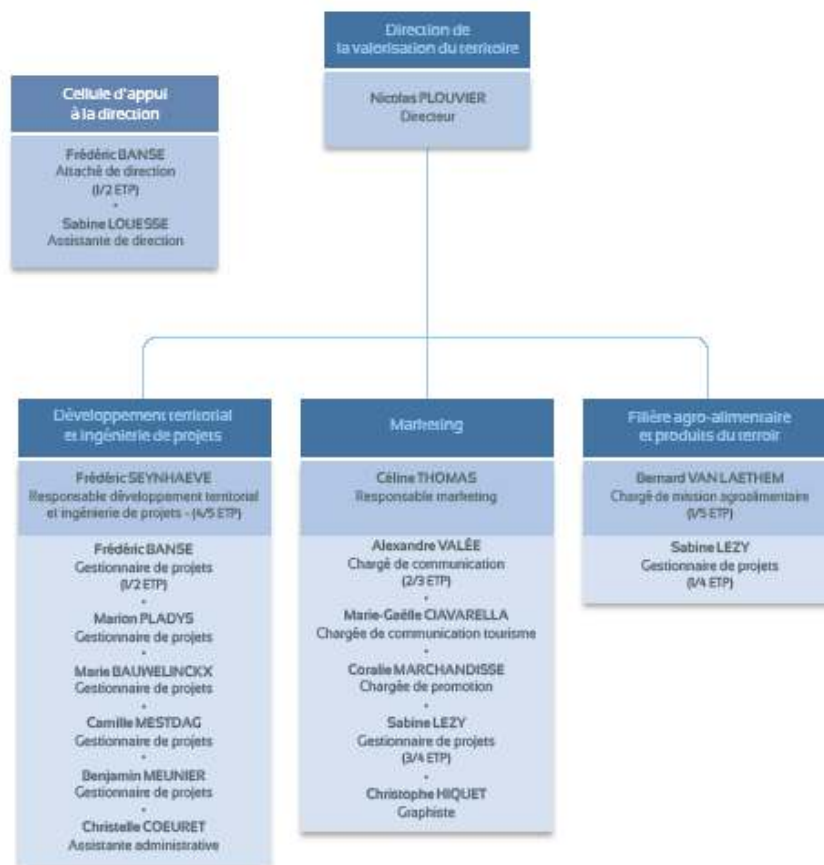 Direction de
la valorisation du territoire
Nicolas PLOUVIER
Directeur
Cellule d'appui
à la direction
Frédéric BANSE
Attaché de direction
(1/2 ETP)
•
Sabine LOUESSE
Assistante de direction
Développement territorial
et ingénierie de projets
Frédéric SEYNHAEVE
Responsable développement territorial
et ingénierie de projets - (4/5 ETP)
Frédéric BANSE
Gestionnaire de projets
(1/2 ETP)
•
Marion PLADYS
Gestionnaire de projets
•
Marie BAUWELINCKX
Gestionnaire de projets
•
Camille MESTDAG
Gestionnaire de projets
•
Benjamin MEUNIER
Gestionnaire de projets
•
Christelle COEURET
Assistante administrative
Marketing
Céline THOMAS
Responsable marketing
Alexandre VALÉE
Chargé de communication
(2/3 ETP)
•
Marie-Gaëlle CIAVARELLA
Chargée de communication tourisme
•
Coralie MARCHANDISSE
Chargée de promotion
•
Sabine LEZY
Gestionnaire de projets
(3/4 ETP)
•
Christophe HIQUET
Graphiste
Filière agro-alimentaire
et produits du terroir
Bernard VAN LAETHEM
Chargé de mission agroalimentaire
(1/5 ETP)
Sabine LEZY
Gestionnaire de projets
(1/4 ETP)